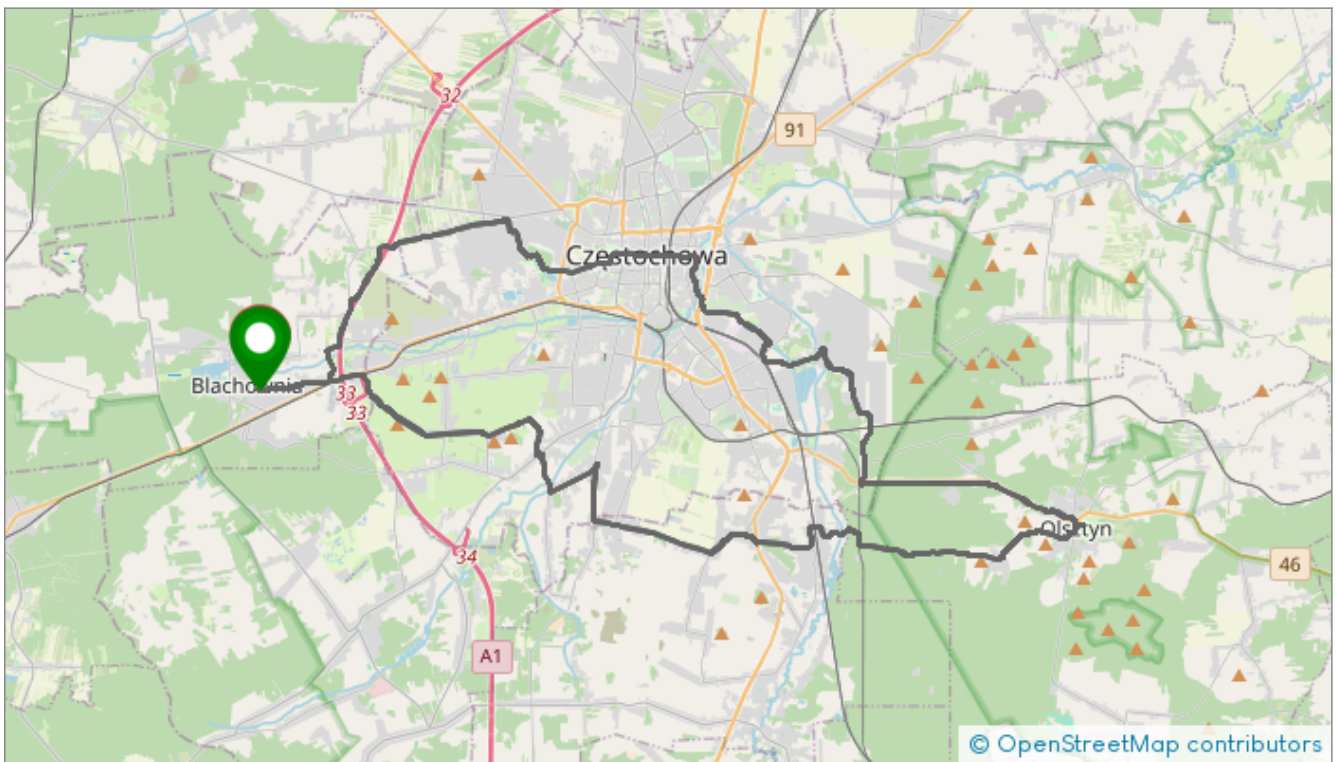 32
91
Częstochowa
Blachownia
33
33
Olsztyn
34
46
A1
© OpenStreetMap contributors